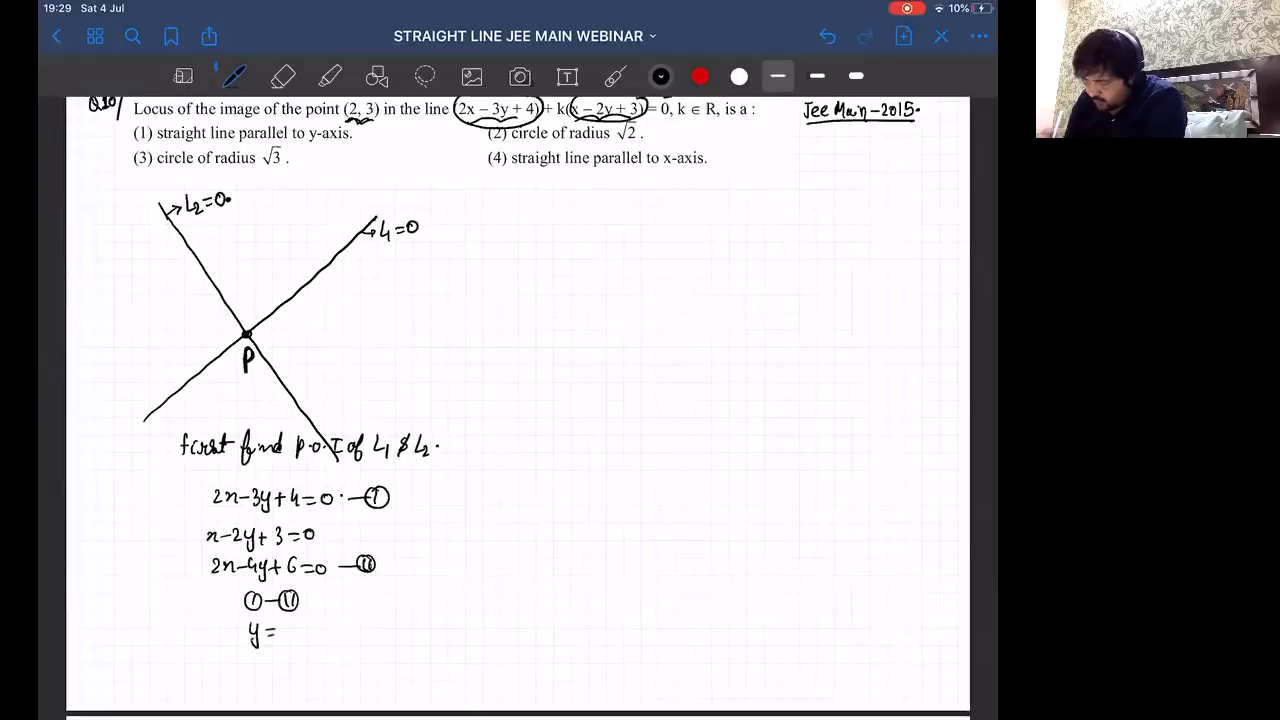 19:29 Sat 4 Jul
10%
STRAIGHT LINE JEE MAIN WEBINAR
Q10/ Locus of the image of the point (2, 3) in the line (2x − 3y + 4) + k(x − 2y + 3) = 0, k ∈ R, is a : Jee Main-2015.
(1) straight line parallel to y-axis. (2) circle of radius √2 .
(3) circle of radius √3 . (4) straight line parallel to x-axis.
L2=0.
L1=0
P
first find P.O.I of L1 & L2.
2x-3y+4=0. —(I)
x-2y+3=0
2x-4y+6=0 —(II)
(I)-(II)
y=